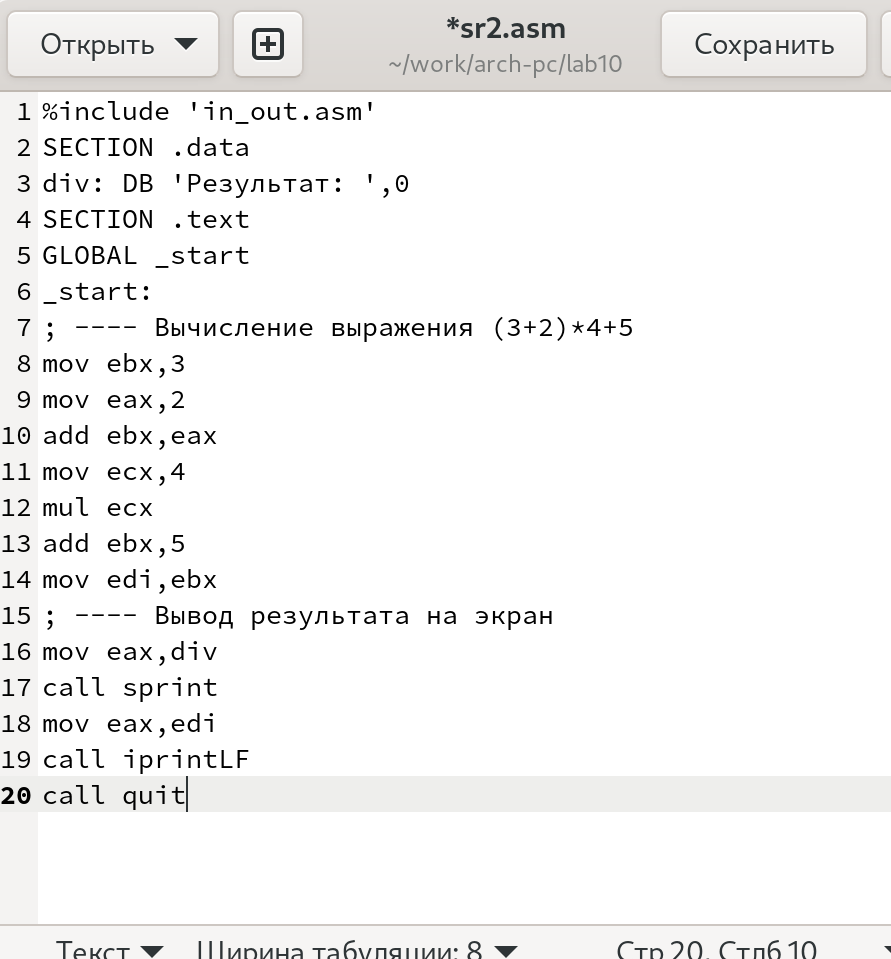 Открыть
*sr2.asm
~/work/arch-pc/lab10
Сохранить
1 %include 'in_out.asm'
2 SECTION .data
3 div: DB 'Результат: ',0
4 SECTION .text
5 GLOBAL _start
6 _start:
7 ; ---- Вычисление выражения (3+2)*4+5
8 mov ebx,3
9 mov eax,2
10 add ebx,eax
11 mov ecx,4
12 mul ecx
13 add ebx,5
14 mov edi,ebx
15 ; ---- Вывод результата на экран
16 mov eax,div
17 call sprint
18 mov eax,edi
19 call iprintLF
20 call quit
Текст Ширина табуляции: 8 Стр 20, Стлб 10